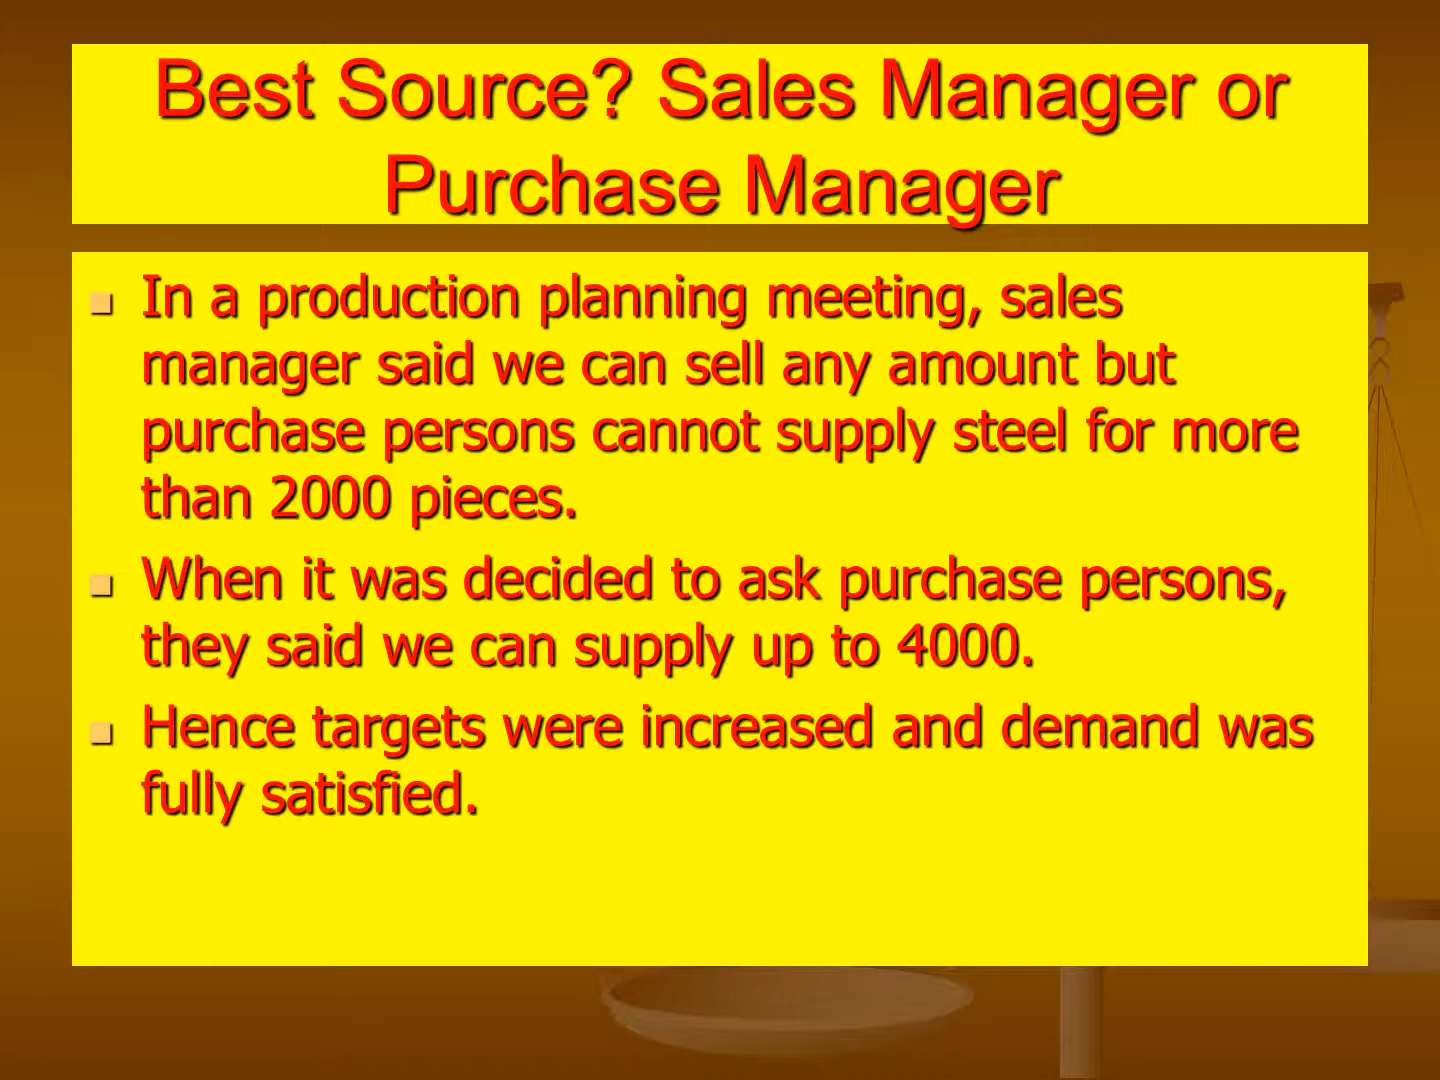 Best Source? Sales Manager or
Purchase Manager
In a production planning meeting, sales
manager said we can sell any amount but
purchase persons cannot supply steel for more
than 2000 pieces.
When it was decided to ask purchase persons,
they said we can supply up to 4000.
Hence targets were increased and demand was
fully satisfied.